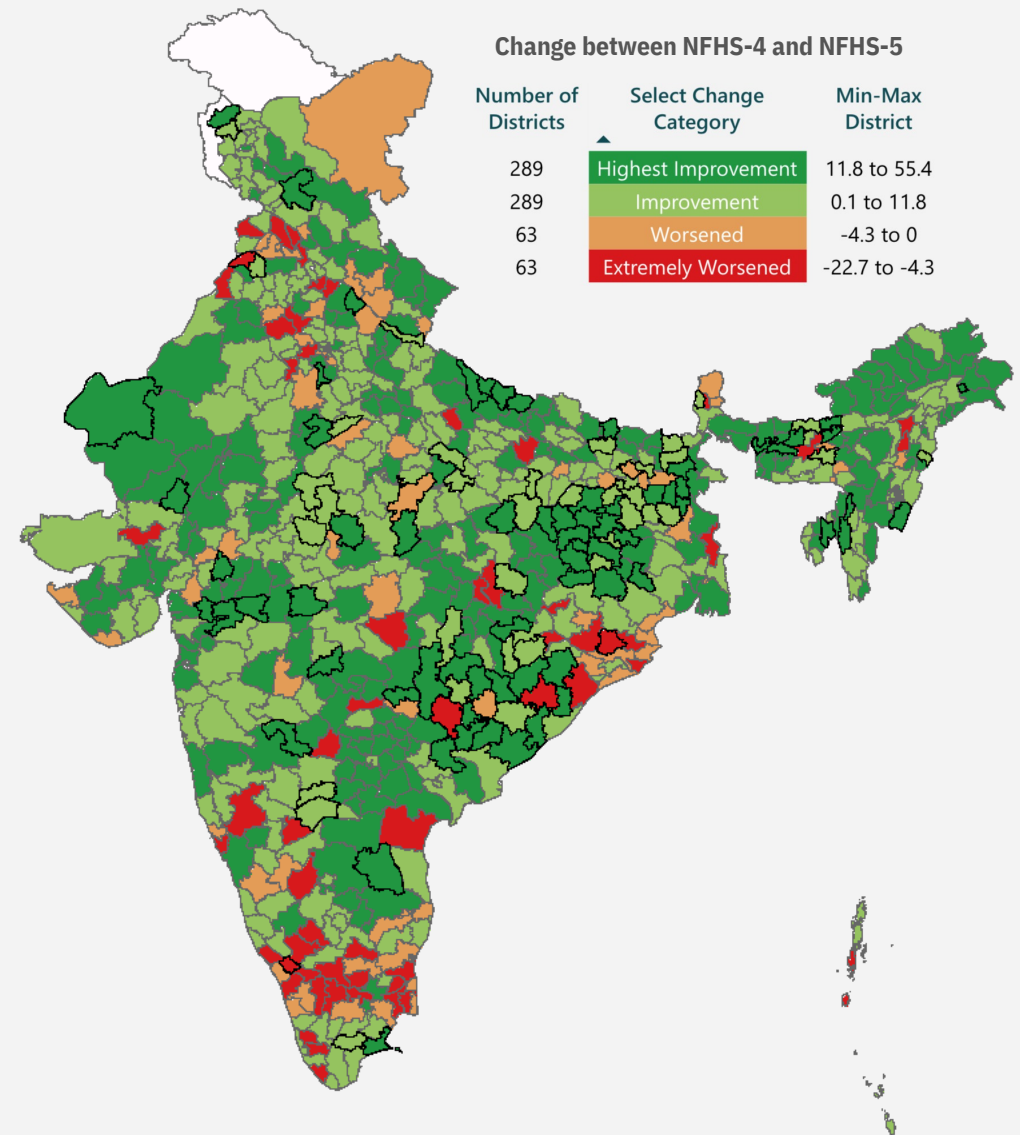 Change between NFHS-4 and NFHS-5
Number of Districts Select Change Category Min-Max District
289 Highest Improvement 11.8 to 55.4
289 Improvement 0.1 to 11.8
63 Worsened -4.3 to 0
63 Extremely Worsened -22.7 to -4.3